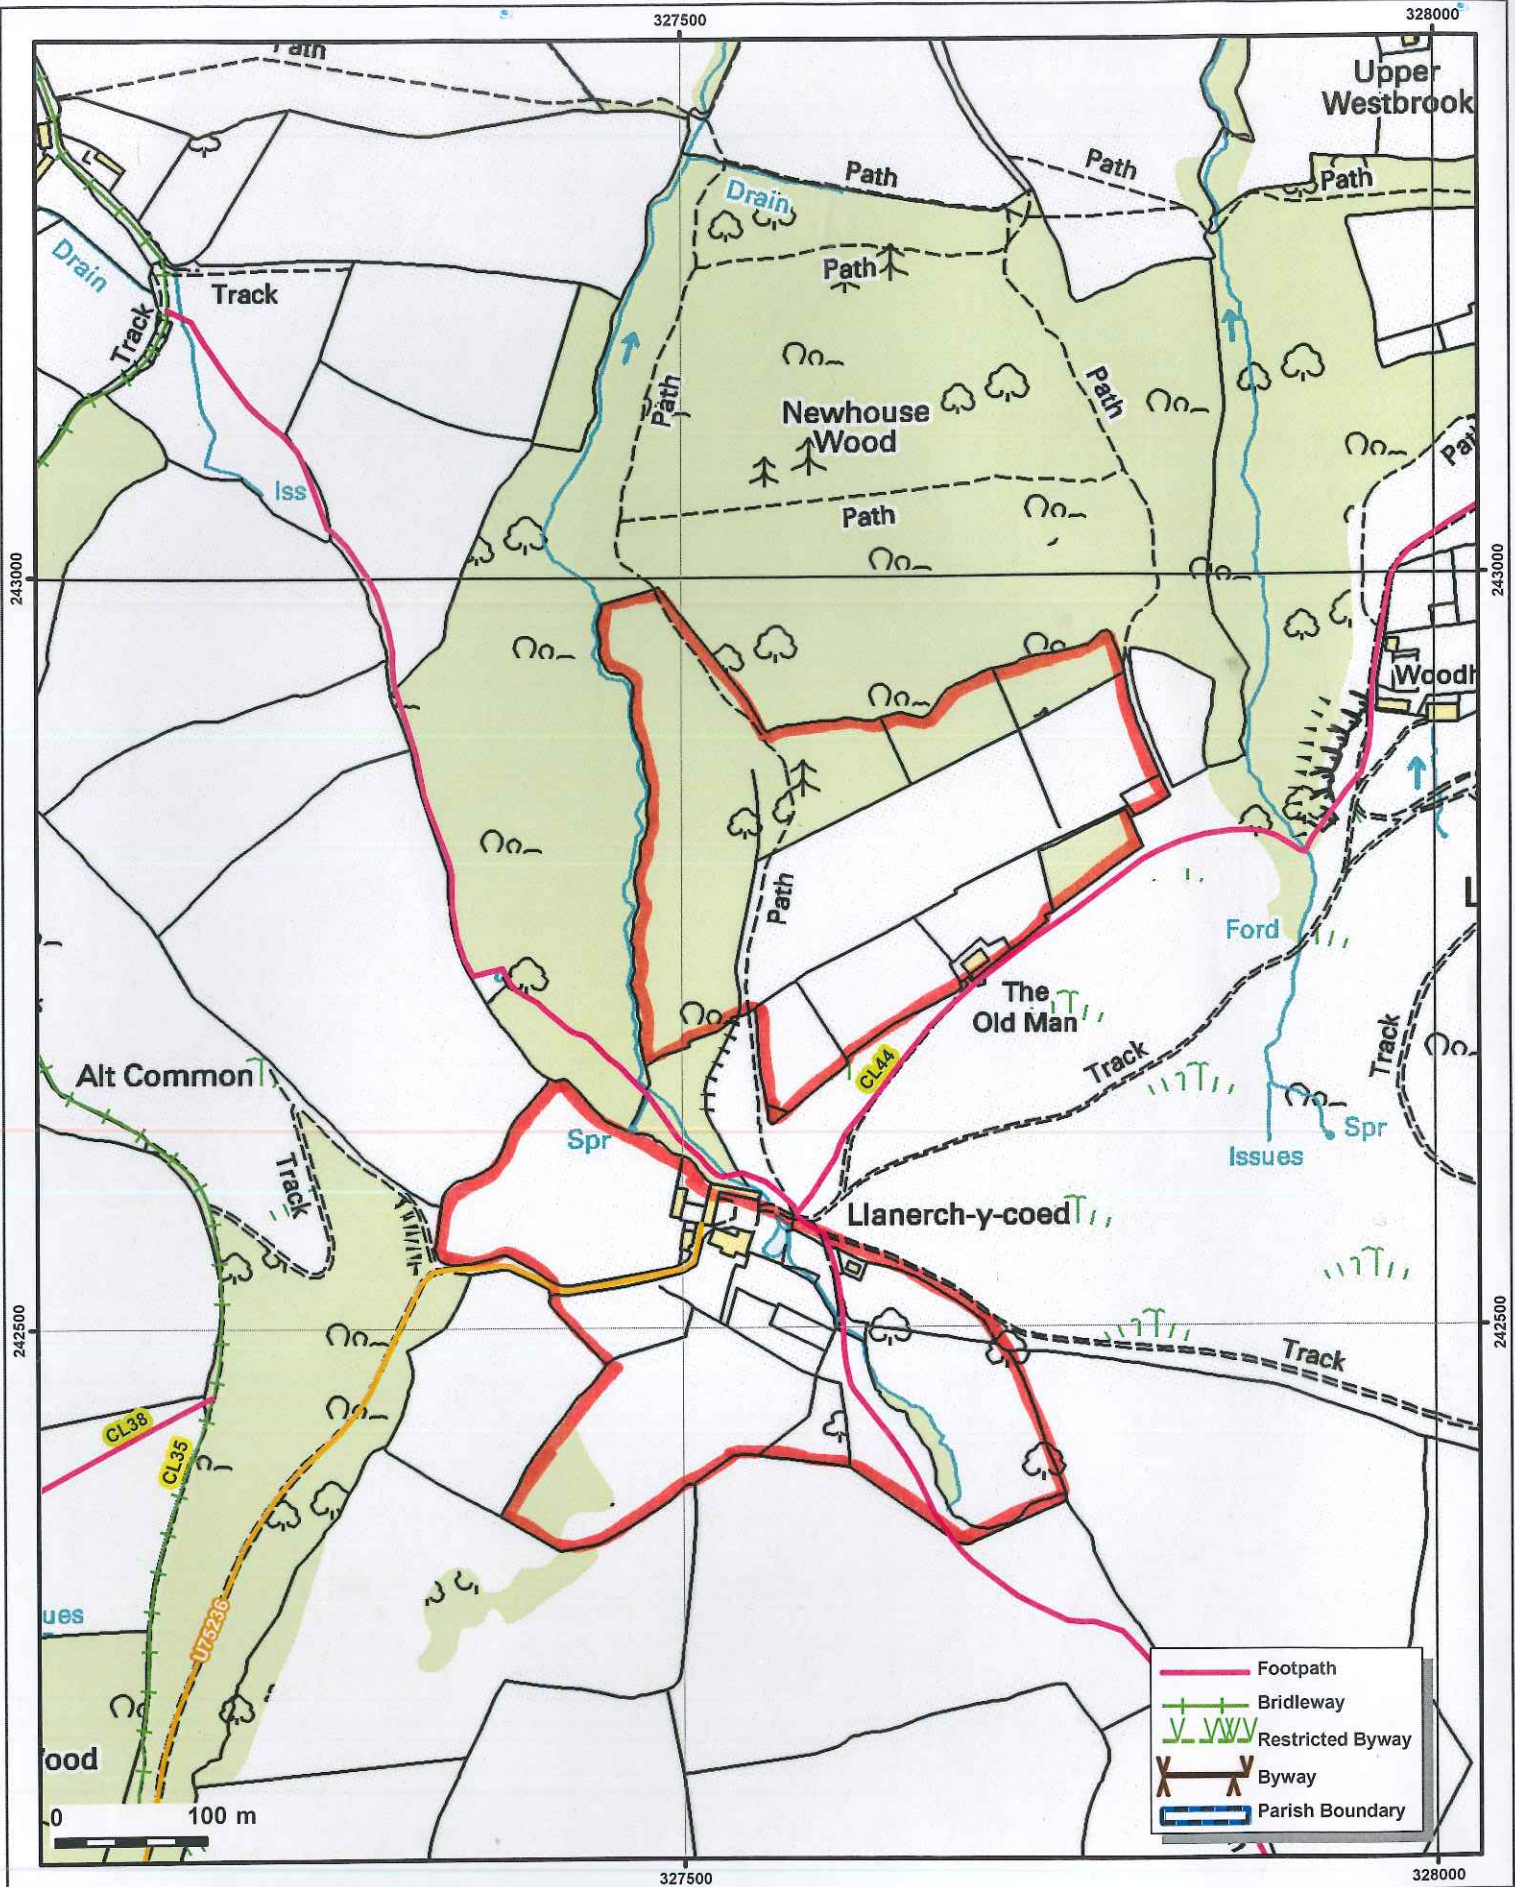 327500
328000
Path
Upper
Westbrook
L
Path
Path
Path
Drain
Drain
Path
Track
Track
Path
Path
Newhouse
Wood
Iss
Path
243000
243000
Woodh
Path
Ford
L
The
Old Man
CL44
Track
Track
Alt Common
Spr
Spr
Issues
Track
Llanerch-y-coed
242500
242500
Track
CL38
CL35
U75236
ues
ood
Footpath
Bridleway
Restricted Byway
Byway
Parish Boundary
0 100 m
327500
328000